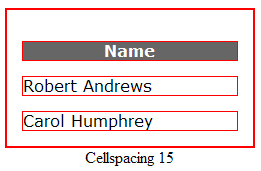 Name
Robert Andrews
Carol Humphrey
Cellspacing 15